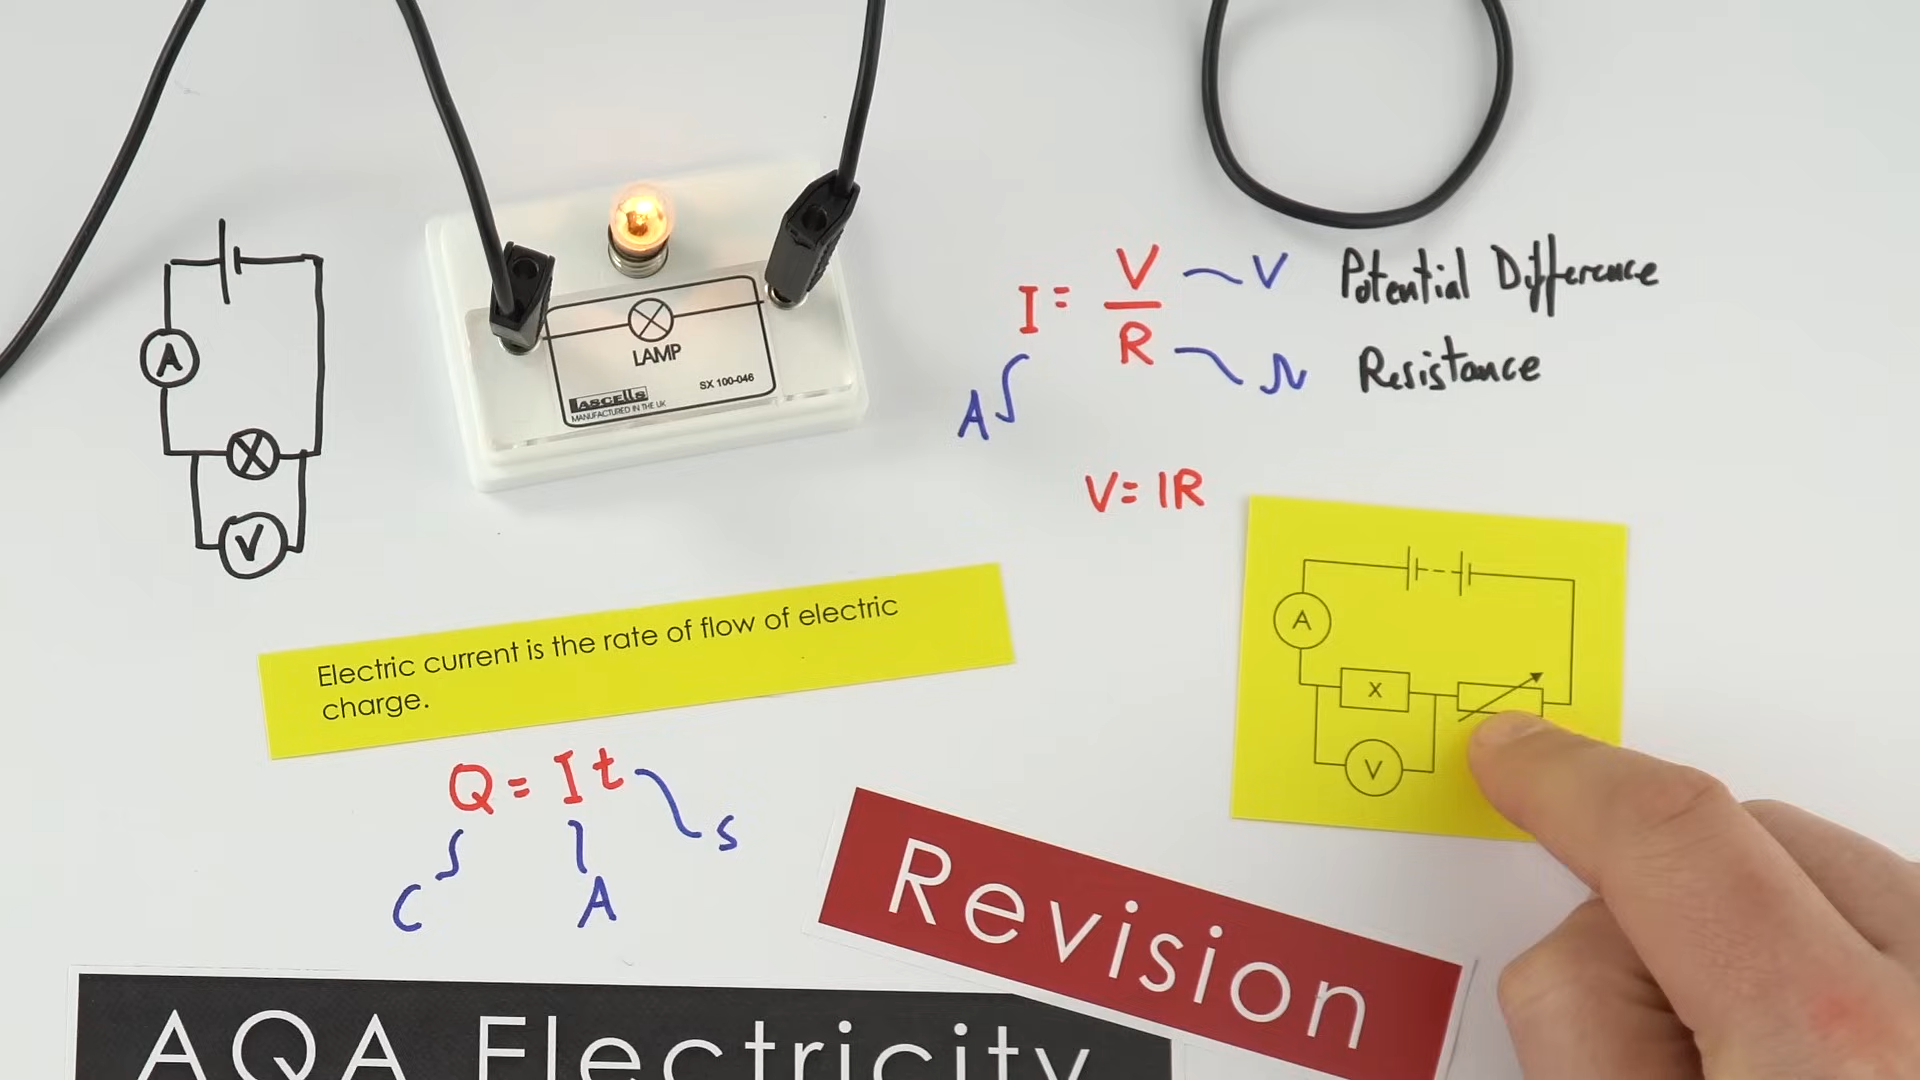 A
V
LAMP
Lascells
SX 100-046
MANUFACTURED IN THE UK
I = V/R
V Potential Difference
Ω Resistance
A
V = IR
Electric current is the rate of flow of electric
charge.
Q = It
C A s
A
X
V
Revision
AQA Electricity